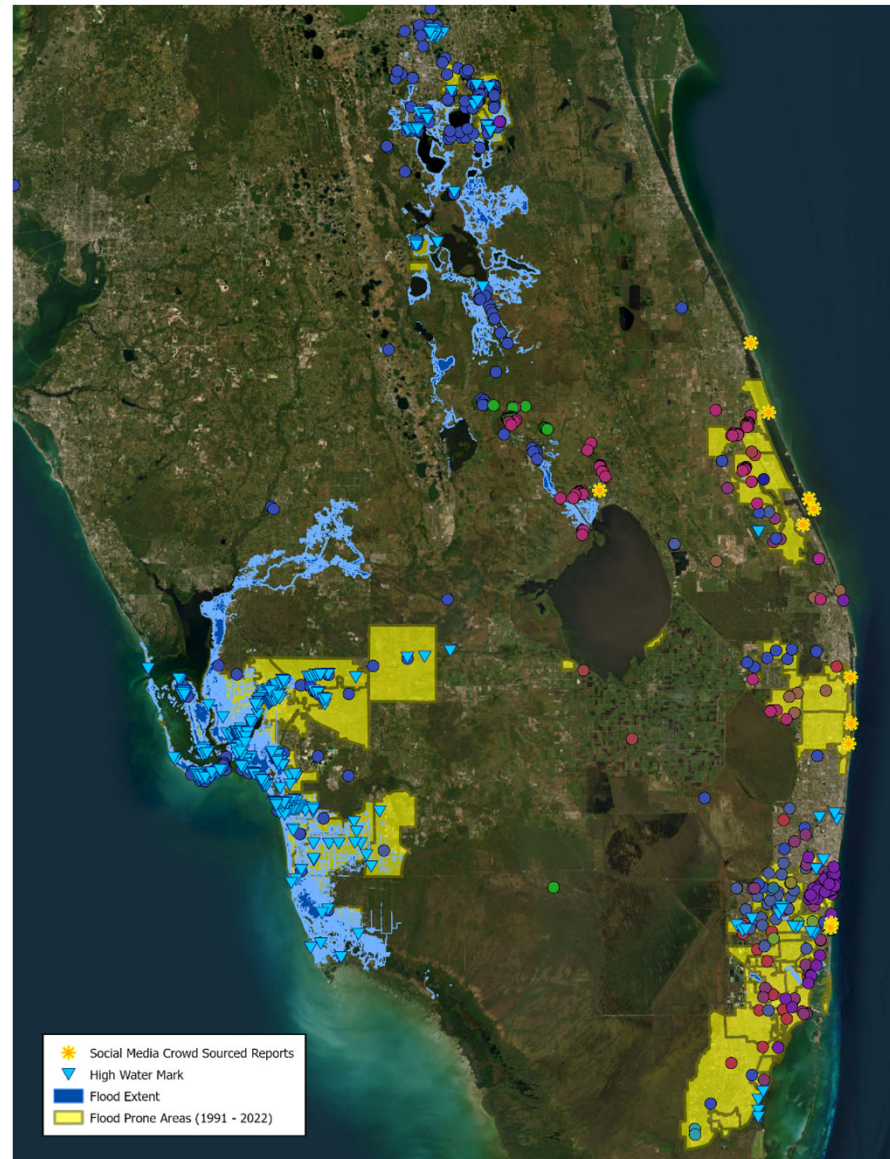 Social Media Crowd Sourced Reports
High Water Mark
Flood Extent
Flood Prone Areas (1991 - 2022)